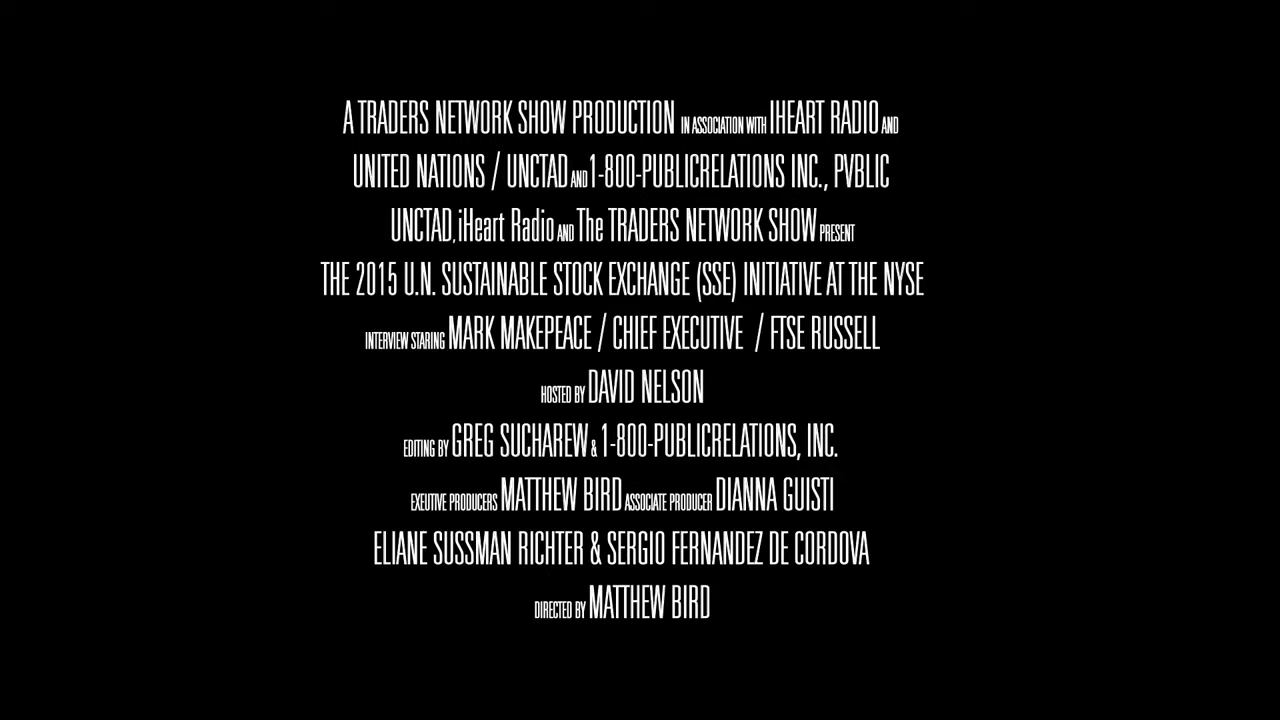 A TRADERS NETWORK SHOW PRODUCTION IN ASSOCIATION WITH IHEART RADIO AND
UNITED NATIONS / UNCTAD AND 1-800-PUBLICRELATIONS INC., PVBLIC
UNCTAD, iHeart Radio AND The TRADERS NETWORK SHOW PRESENT
THE 2015 U.N. SUSTAINABLE STOCK EXCHANGE (SSE) INITIATIVE AT THE NYSE
INTERVIEW STARING MARK MAKEPEACE / CHIEF EXECUTIVE / FTSE RUSSELL
HOSTED BY DAVID NELSON
EDITING BY GREG SUCHAREW & 1-800-PUBLICRELATIONS, INC.
EXEUTIVE PRODUCERS MATTHEW BIRD ASSOCIATE PRODUCER DIANNA GUISTI
ELIANE SUSSMAN RICHTER & SERGIO FERNANDEZ DE CORDOVA
DIRECTED BY MATTHEW BIRD